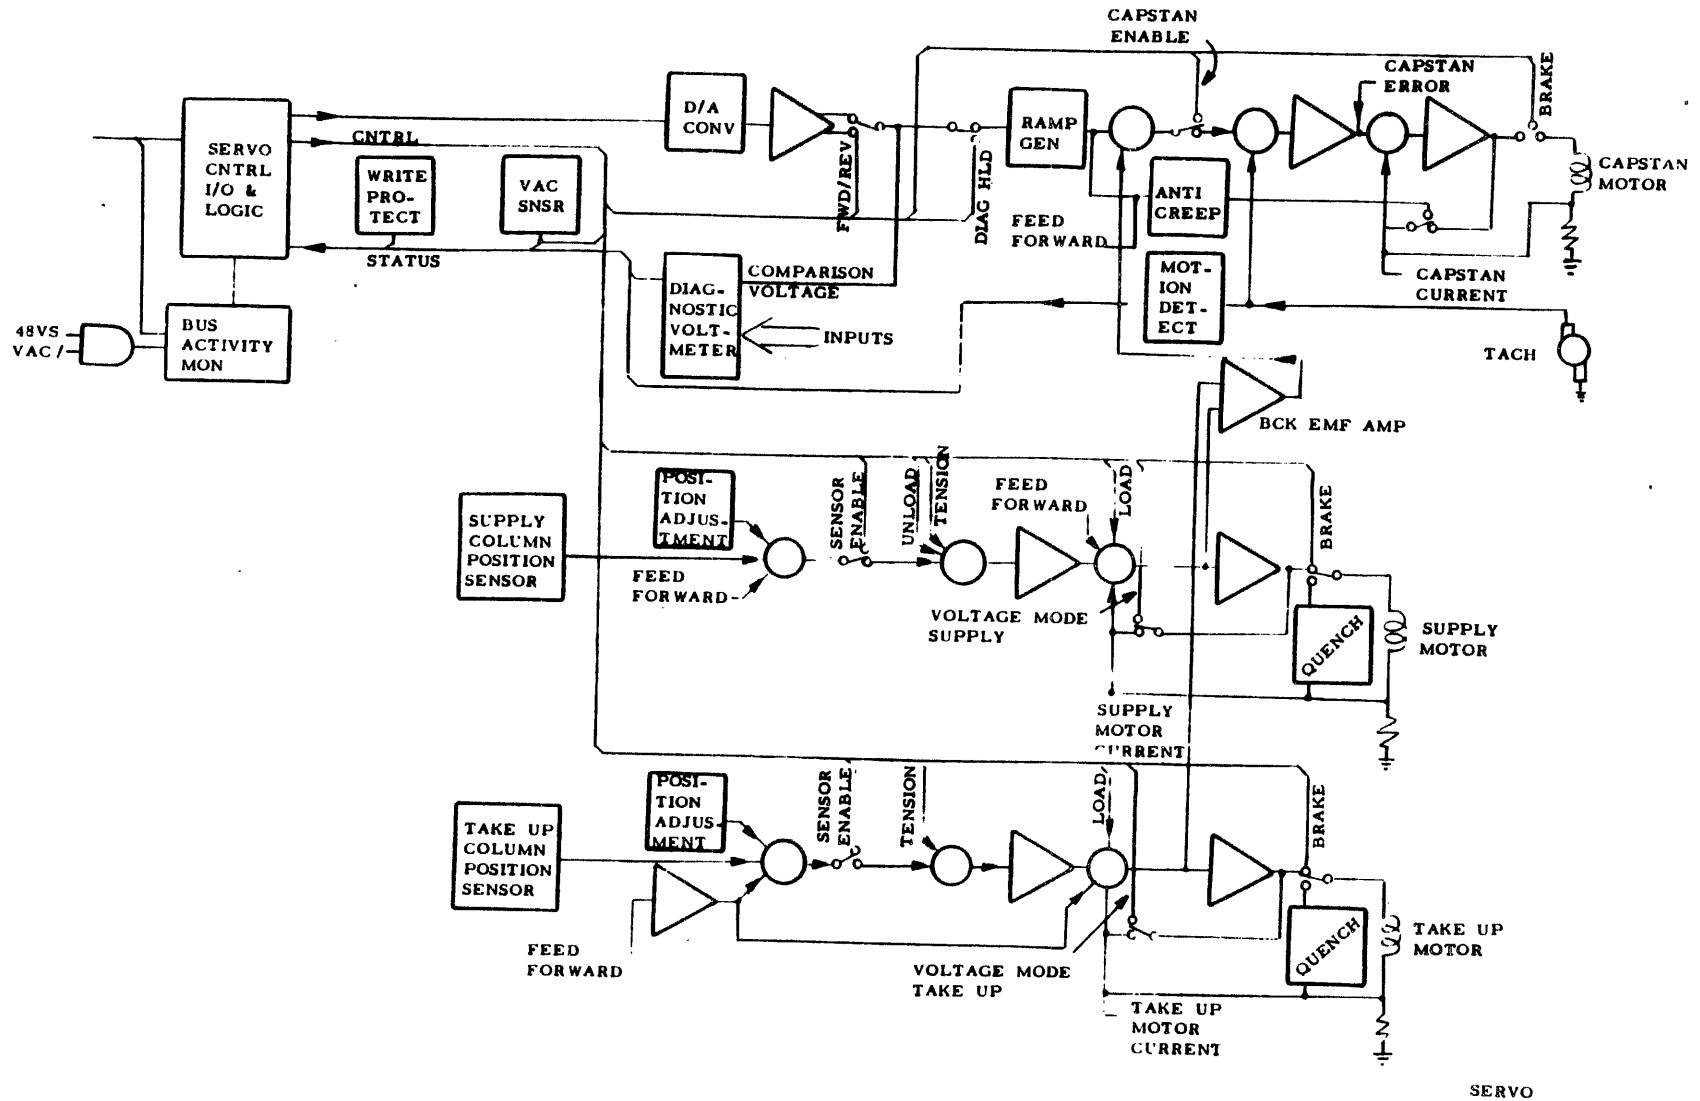 CAPSTAN
ENABLE
CAPSTAN
ERROR
BRAKE
D/A
CONV
RAMP
GEN
CAPSTAN
MOTOR
SERVO
CNTRL
I/O &
LOGIC
CNTRL
WRITE
PRO-
TECT
VAC
SNSR
FWD/REV
DIAG HLD
FEED
FORWARD
ANTI
CREEP
STATUS
COMPARISON
VOLTAGE
DIAG-
NOSTIC
VOLT-
METER
INPUTS
MOT-
ION
DET-
ECT
CAPSTAN
CURRENT
TACH
48VS
VAC /
BUS
ACTIVITY
MON
BCK EMF AMP
SUPPLY
COLUMN
POSITION
SENSOR
POSI-
TION
ADJUS-
TMENT
FEED
FORWARD
SENSOR
ENABLE
UNLOAD
TENSION
FEED
FORWARD
LOAD
BRAKE
VOLTAGE MODE
SUPPLY
QUENCH
SUPPLY
MOTOR
SUPPLY
MOTOR
CURRENT
TAKE UP
COLUMN
POSITION
SENSOR
POSI-
TION
ADJUS
MENT
SENSOR
ENABLE
TENSION
LOAD
BRAKE
FEED
FORWARD
VOLTAGE MODE
TAKE UP
QUENCH
TAKE UP
MOTOR
TAKE UP
MOTOR
CURRENT
SERVO